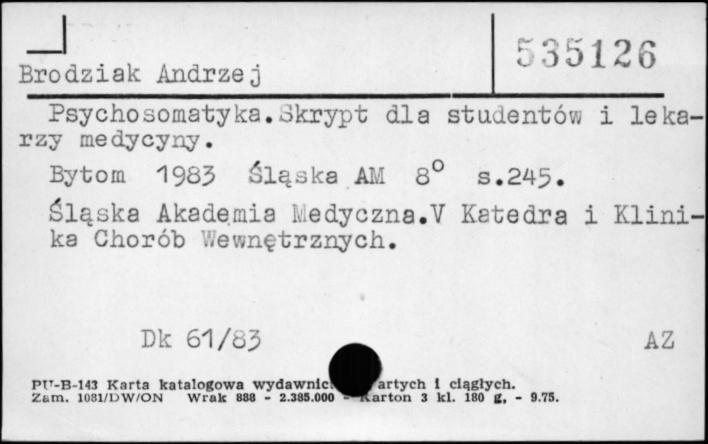 535126
Brodziak Andrzej
Psychosomatyka.Skrypt dla studentów i leka-
rzy medycyny.
Bytom 1983 Śląska AM 8° s.245.
Śląska Akademia Medyczna.V Katedra i Klini-
ka Chorób Wewnętrznych.
Dk 61/83 AZ
PU-B-143 Karta katalogowa wydawnic artych i ciągłych.
Zam. 1081/DW/ON Wrak 888 - 2.385.000 - Karton 3 kl. 180 g, - 9.75.